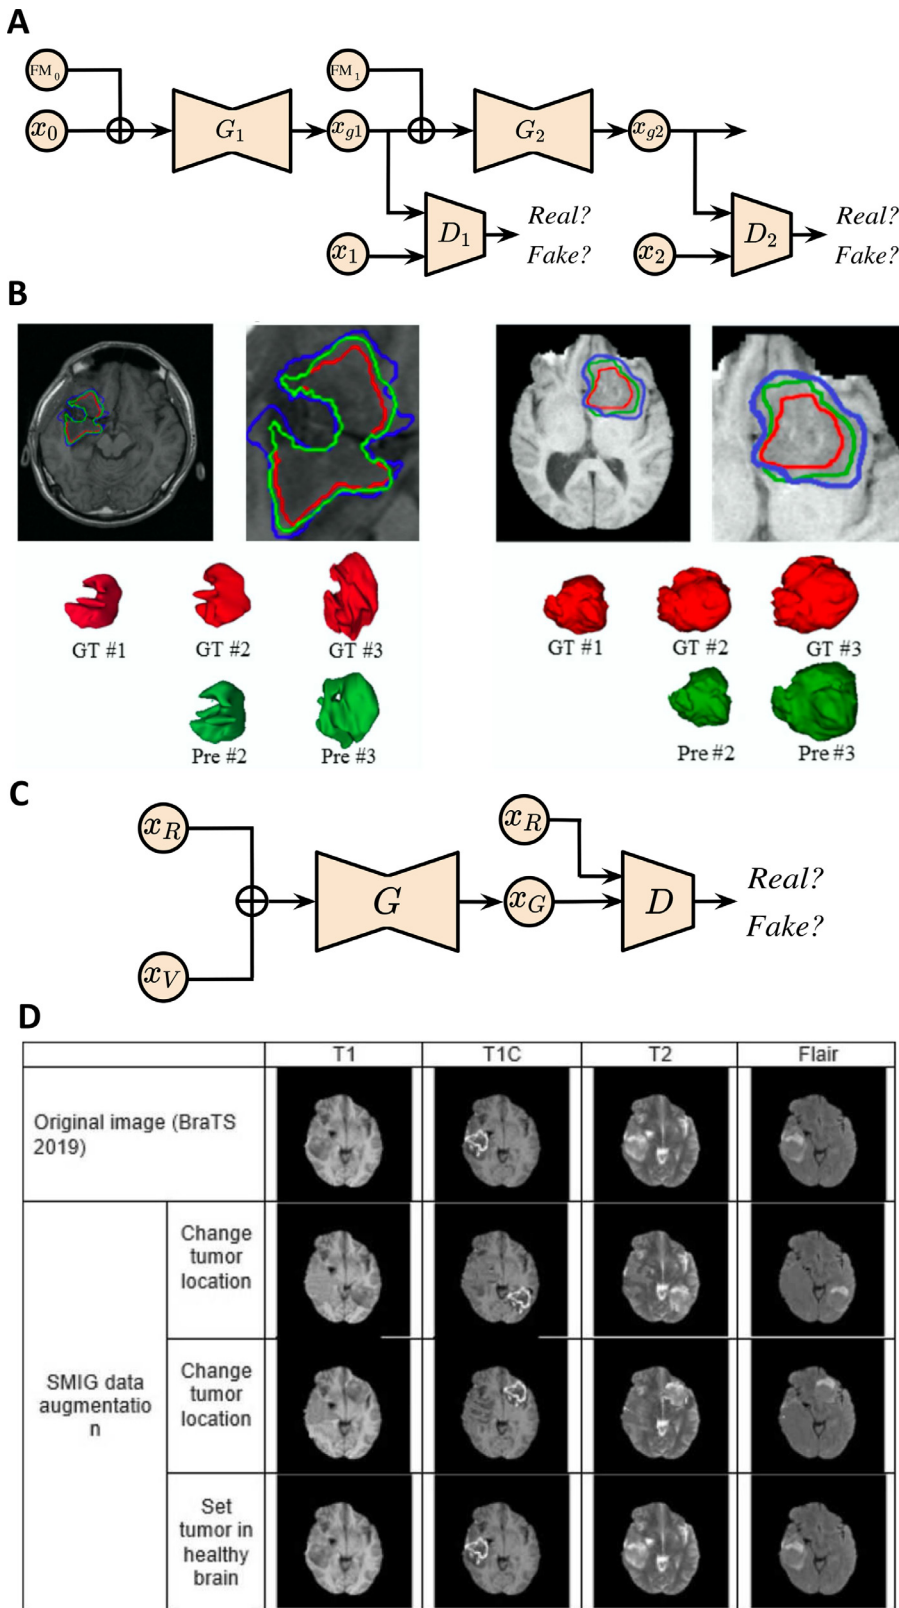 A
FM0
FM1
x0
G1
xg1
G2
xg2
D1
Real?
Fake?
x1
D2
Real?
Fake?
x2
B
GT #1
GT #2
GT #3
GT #1
GT #2
GT #3
Pre #2
Pre #3
Pre #2
Pre #3
C
xR
xR
G
xG
D
Real?
Fake?
xV
D
T1
T1C
T2
Flair
Original image (BraTS
2019)
Change
tumor
location
SMIG data
augmentatio
n
Change
tumor
location
Set
tumor in
healthy
brain